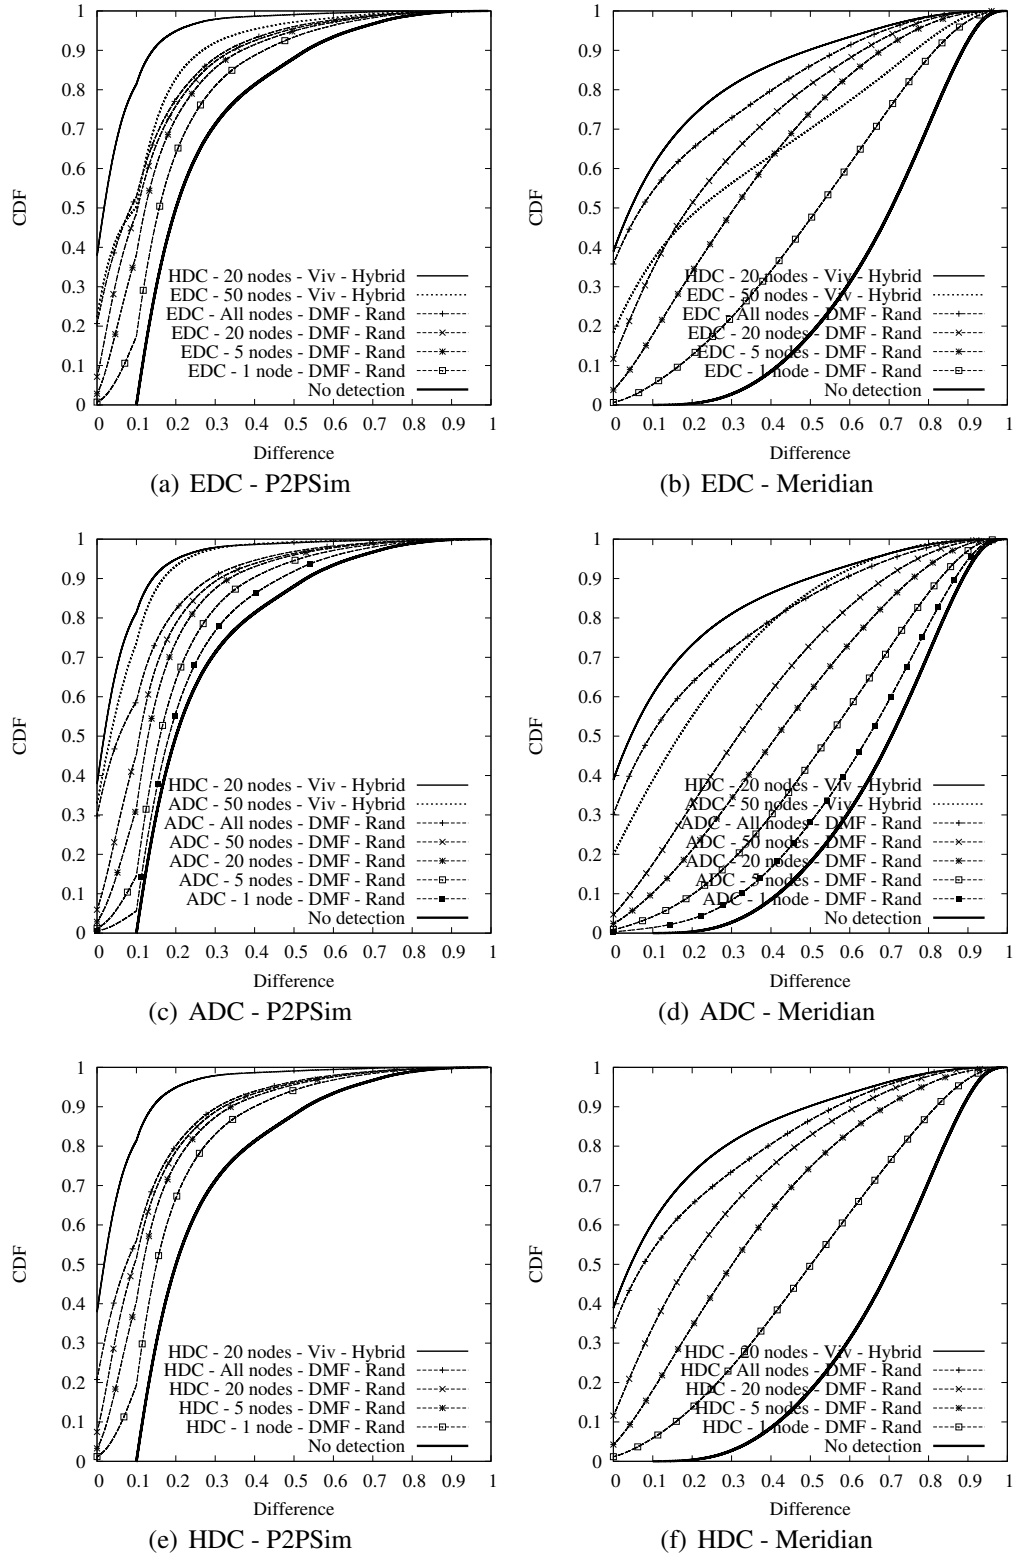 1
0.9
0.8
0.7
0.6
0.5
0.4
0.3
0.2
0.1
0
CDF
HDC - 20 nodes - Viv - Hybrid
EDC - 50 nodes - Viv - Hybrid
EDC - All nodes - DMF - Rand
EDC - 20 nodes - DMF - Rand
EDC - 5 nodes - DMF - Rand
EDC - 1 node - DMF - Rand
No detection
0 0.1 0.2 0.3 0.4 0.5 0.6 0.7 0.8 0.9 1
Difference
(a) EDC - P2PSim
1
0.9
0.8
0.7
0.6
0.5
0.4
0.3
0.2
0.1
0
CDF
HDC - 20 nodes - Viv - Hybrid
EDC - 50 nodes - Viv - Hybrid
EDC - All nodes - DMF - Rand
EDC - 20 nodes - DMF - Rand
EDC - 5 nodes - DMF - Rand
EDC - 1 node - DMF - Rand
No detection
0 0.1 0.2 0.3 0.4 0.5 0.6 0.7 0.8 0.9 1
Difference
(b) EDC - Meridian
1
0.9
0.8
0.7
0.6
0.5
0.4
0.3
0.2
0.1
0
CDF
HDC - 20 nodes - Viv - Hybrid
ADC - 50 nodes - Viv - Hybrid
ADC - All nodes - DMF - Rand
ADC - 50 nodes - DMF - Rand
ADC - 20 nodes - DMF - Rand
ADC - 5 nodes - DMF - Rand
ADC - 1 node - DMF - Rand
No detection
0 0.1 0.2 0.3 0.4 0.5 0.6 0.7 0.8 0.9 1
Difference
(c) ADC - P2PSim
1
0.9
0.8
0.7
0.6
0.5
0.4
0.3
0.2
0.1
0
CDF
HDC - 20 nodes - Viv - Hybrid
ADC - 50 nodes - Viv - Hybrid
ADC - All nodes - DMF - Rand
ADC - 50 nodes - DMF - Rand
ADC - 20 nodes - DMF - Rand
ADC - 5 nodes - DMF - Rand
ADC - 1 node - DMF - Rand
No detection
0 0.1 0.2 0.3 0.4 0.5 0.6 0.7 0.8 0.9 1
Difference
(d) ADC - Meridian
1
0.9
0.8
0.7
0.6
0.5
0.4
0.3
0.2
0.1
0
CDF
HDC - 20 nodes - Viv - Hybrid
HDC - All nodes - DMF - Rand
HDC - 20 nodes - DMF - Rand
HDC - 5 nodes - DMF - Rand
HDC - 1 node - DMF - Rand
No detection
0 0.1 0.2 0.3 0.4 0.5 0.6 0.7 0.8 0.9 1
Difference
(e) HDC - P2PSim
1
0.9
0.8
0.7
0.6
0.5
0.4
0.3
0.2
0.1
0
CDF
HDC - 20 nodes - Viv - Hybrid
HDC - All nodes - DMF - Rand
HDC - 20 nodes - DMF - Rand
HDC - 5 nodes - DMF - Rand
HDC - 1 node - DMF - Rand
No detection
0 0.1 0.2 0.3 0.4 0.5 0.6 0.7 0.8 0.9 1
Difference
(f) HDC - Meridian